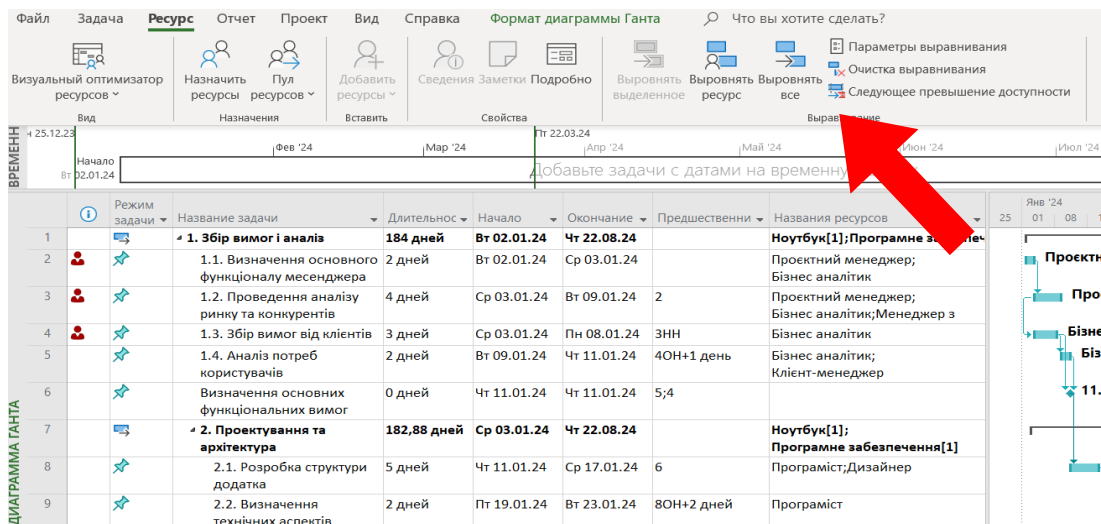 Файл Задача Ресурс Отчет Проект Вид Справка Формат диаграммы Ганта Что вы хотите сделать?
Визуальный оптимизатор
ресурсов
Назначить
ресурсы
Пул
ресурсов
Добавить
ресурсы
Сведения Заметки Подробно
Выровнять
выделенное
Выровнять
ресурс
Выровнять
все
Параметры выравнивания
Очистка выравнивания
Следующее превышение доступности
Вид Назначения Вставить Свойства
25.12.23 Пт 22.03.24
Фев '24 Мар '24 Апр '24 Май '24 Июн '24 Июл '24
Начало
Вт 02.01.24
Добавьте задачи с датами на
Режим
задачи Название задачи Длительнос Начало Окончание Предшественни Названия ресурсов
Янв '24
25 01 08
1 1. Збір вимог і аналіз 184 дней Вт 02.01.24 Чт 22.08.24 Ноутбук[1];Програмне
2 1.1. Визначення основного 2 дней Вт 02.01.24 Ср 03.01.24 Проєктний менеджер;
функціоналу месенджера Бізнес аналітик
3 1.2. Проведення аналізу 4 дней Ср 03.01.24 Вт 09.01.24 2 Проєктний менеджер;
ринку та конкурентів Бізнес аналітик;Менеджер з
4 1.3. Збір вимог від клієнтів 3 дней Ср 03.01.24 Пн 08.01.24 3НН Бізнес аналітик
5 1.4. Аналіз потреб 2 дней Вт 09.01.24 Чт 11.01.24 4ОН+1 день Бізнес аналітик;
користувачів Клієнт-менеджер
6 Визначення основних 0 дней Чт 11.01.24 Чт 11.01.24 5;4 11.
функціональних вимог
7 2. Проектування та 182,88 дней Ср 03.01.24 Чт 22.08.24 Ноутбук[1];
архітектура Програмне забезпечення[1]
8 2.1. Розробка структури 5 дней Чт 11.01.24 Ср 17.01.24 6 Програміст;Дизайнер
додатка
9 2.2. Визначення 2 дней Пт 19.01.24 Вт 23.01.24 8ОН+2 дней Програміст
технічних аспектів
ДИАГРАММА ГАНТА